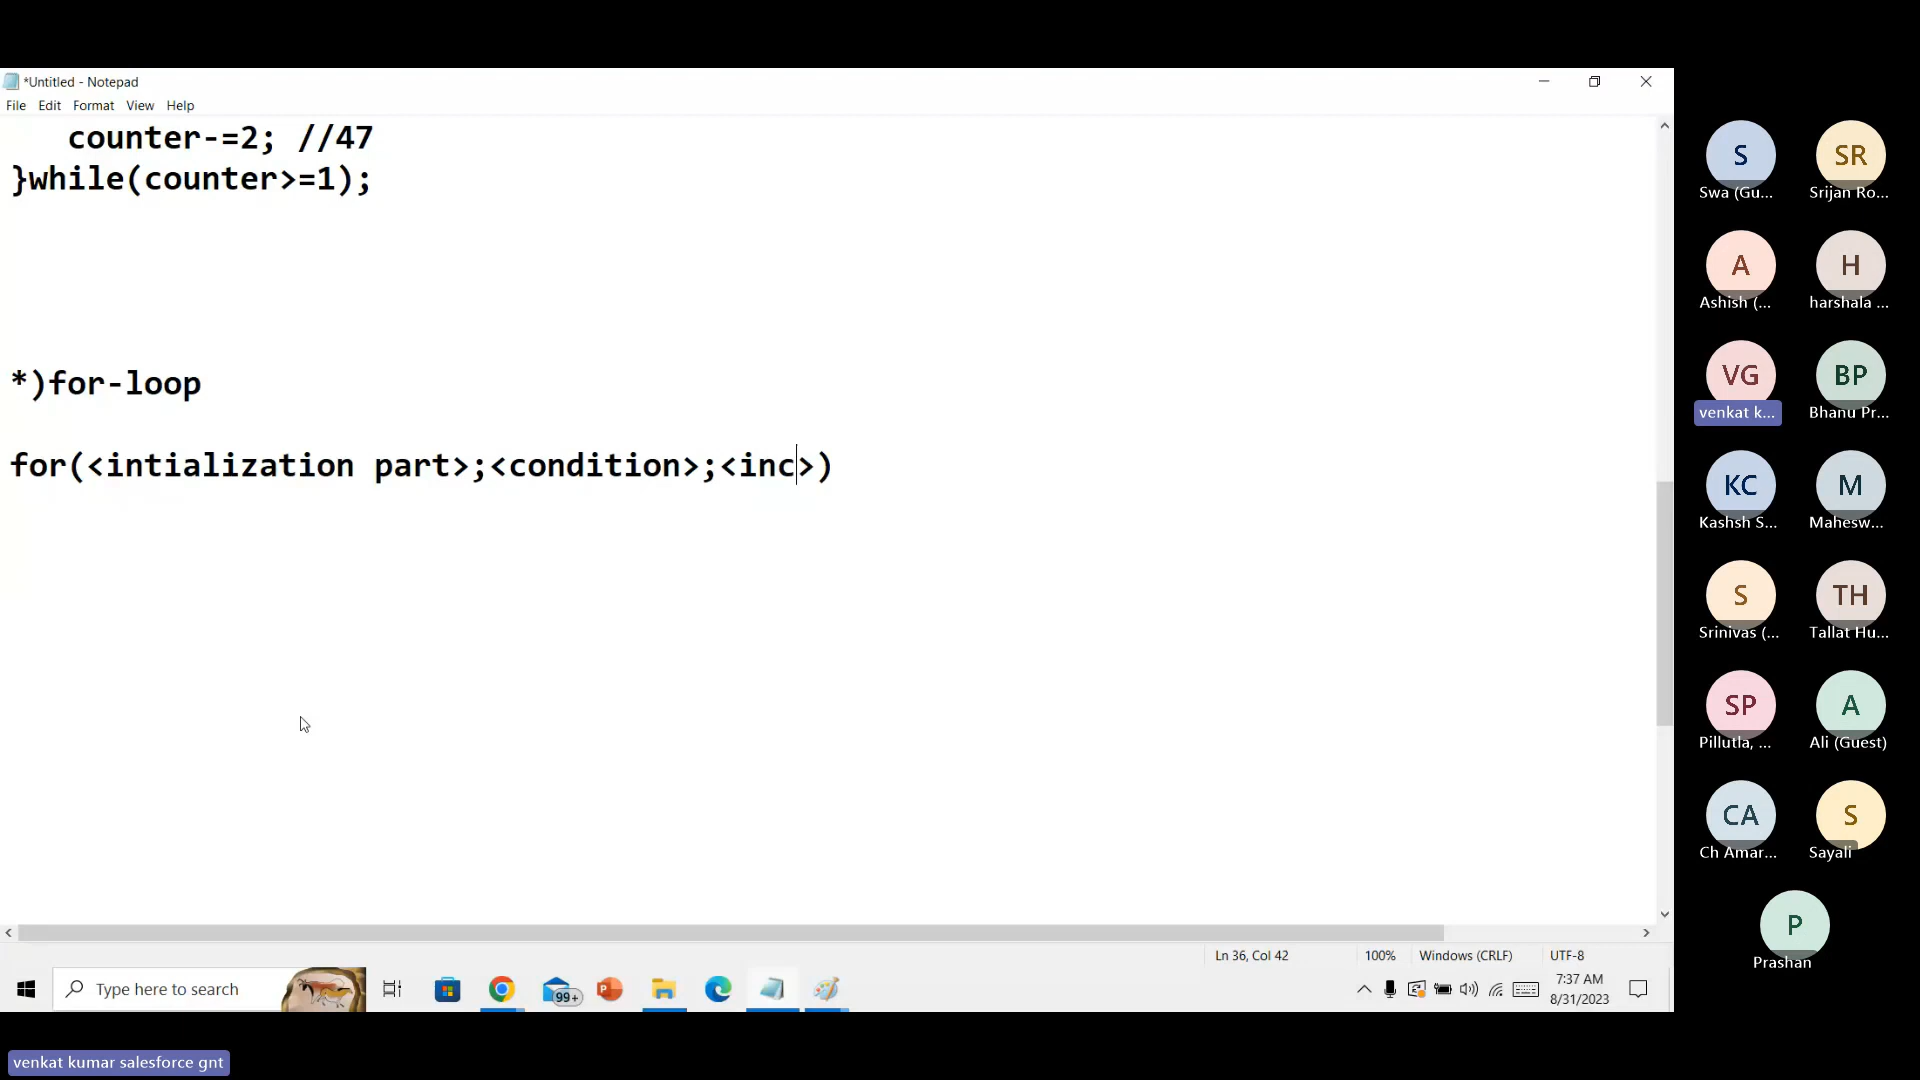 *Untitled - Notepad
File Edit Format View Help
counter-=2; //47
}while(counter>=1);
*)for-loop
for(<intialization part>;<condition>;<inc>)
Ln 36, Col 42
100%
Windows (CRLF)
UTF-8
Type here to search
99+
7:37 AM
8/31/2023
S SR
Swa (Gu... Srijan Ro...
A H
Ashish (... harshala ...
VG BP
venkat k... Bhanu Pr...
KC M
Kashsh S... Mahesw...
S TH
Srinivas (... Tallat Hu...
SP A
Pillutla, ... Ali (Guest)
CA S
Ch Amar... Sayali
P
Prashan
venkat kumar salesforce gnt